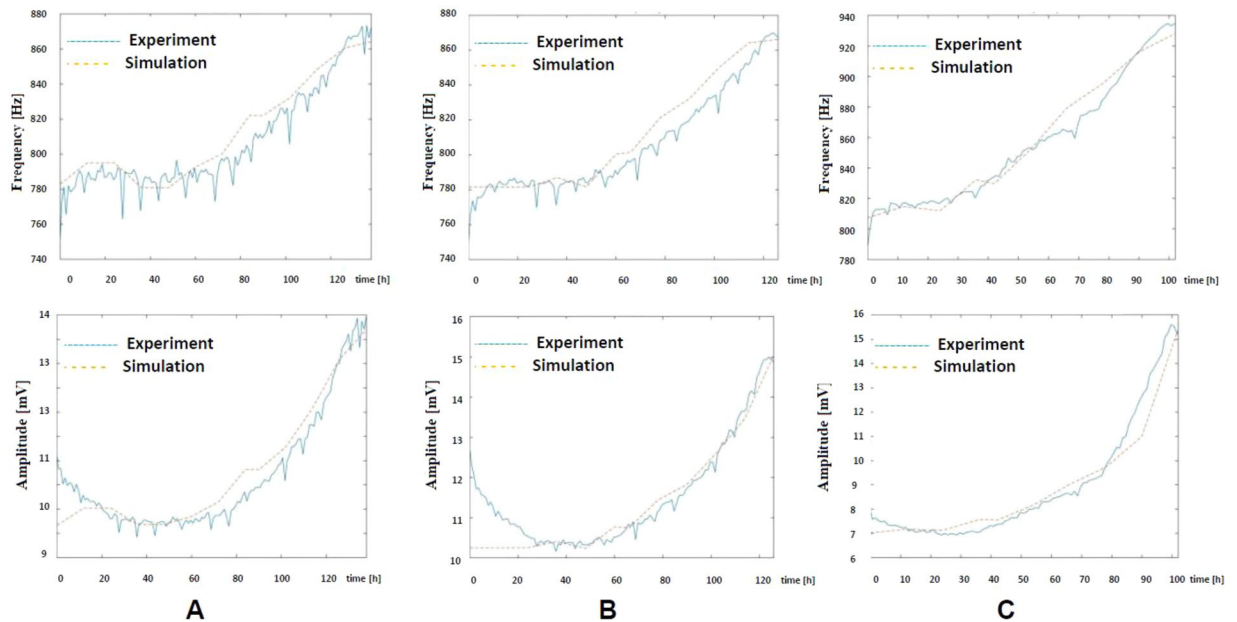 880
860
840
820
800
780
760
740
Frequency [Hz]
Experiment
Simulation
0 20 40 60 80 100 120 time [h]
880
860
840
820
800
780
760
740
Frequency [Hz]
Experiment
Simulation
0 20 40 60 80 100 120 time [h]
940
920
900
880
860
840
820
800
780
Frequency [Hz]
Experiment
Simulation
0 10 20 30 40 50 60 70 80 90 100 time [h]
14
13
13
11
10
9
Amplitude [mV]
Experiment
Simulation
0 20 40 60 80 100 120 time [h]
16
15
14
13
12
11
10
Amplitude [mV]
Experiment
Simulation
0 20 40 60 80 100 120 time [h]
16
15
14
13
12
11
10
9
8
7
6
Amplitude [mV]
Experiment
Simulation
0 10 20 30 40 50 60 70 80 90 100 time [h]
A
B
C